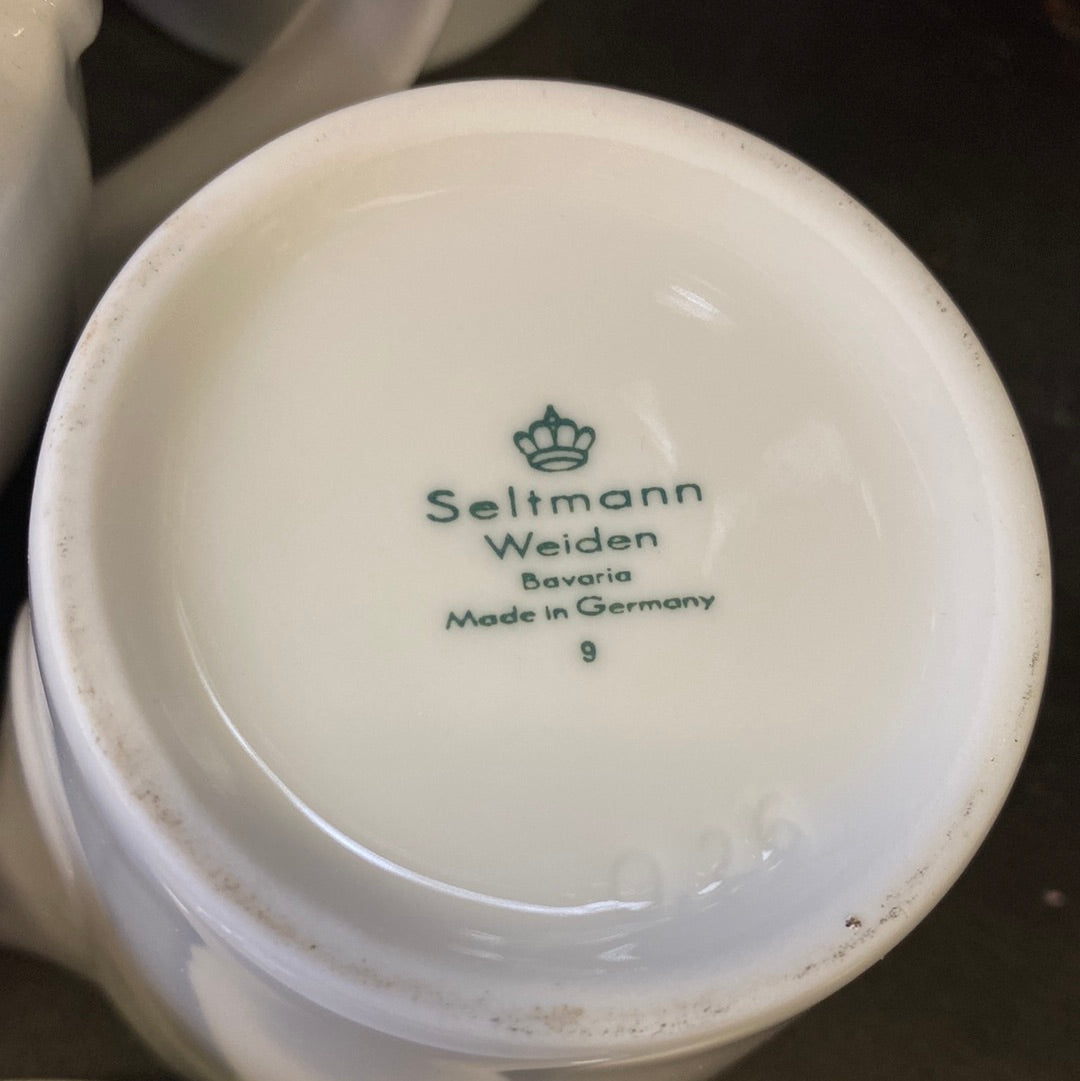 Seltmann
Weiden
Bavaria
Made in Germany
9